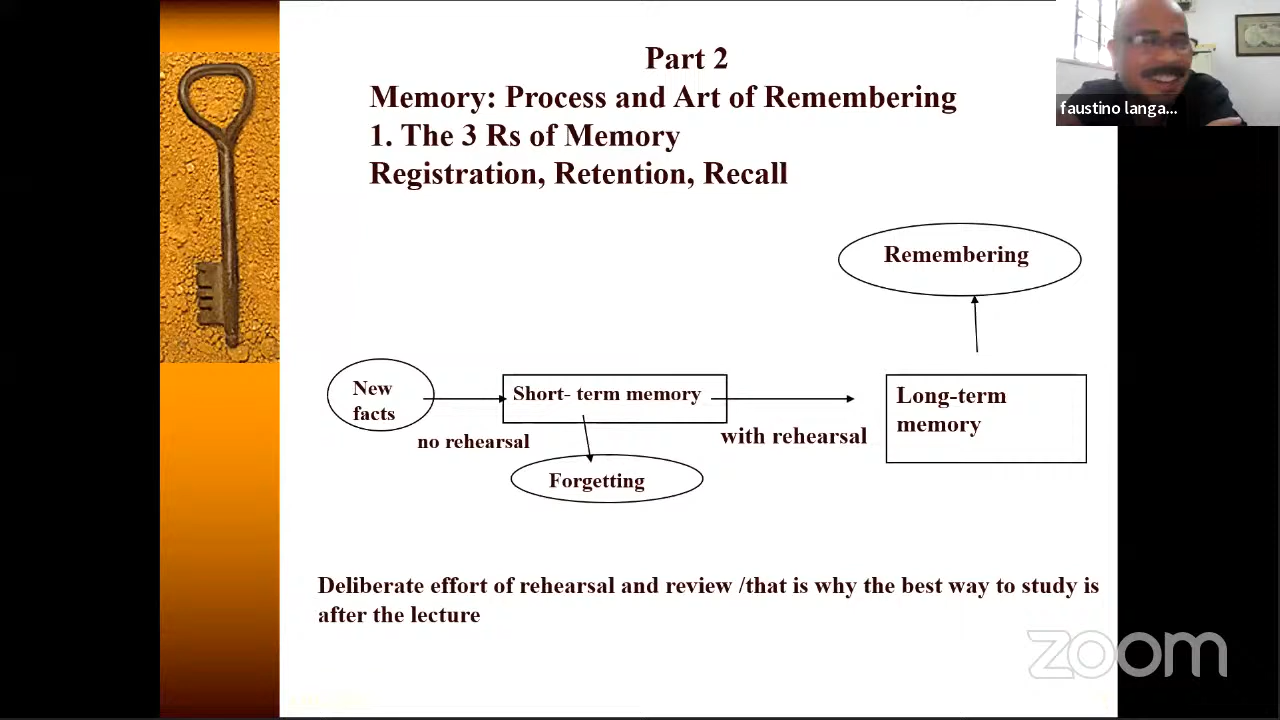 Part 2
Memory: Process and Art of Remembering
1. The 3 Rs of Memory
Registration, Retention, Recall
faustino langa...
Remembering
New
facts
Short- term memory
Long-term
memory
no rehearsal
with rehearsal
Forgetting
Deliberate effort of rehearsal and review /that is why the best way to study is
after the lecture
zoom